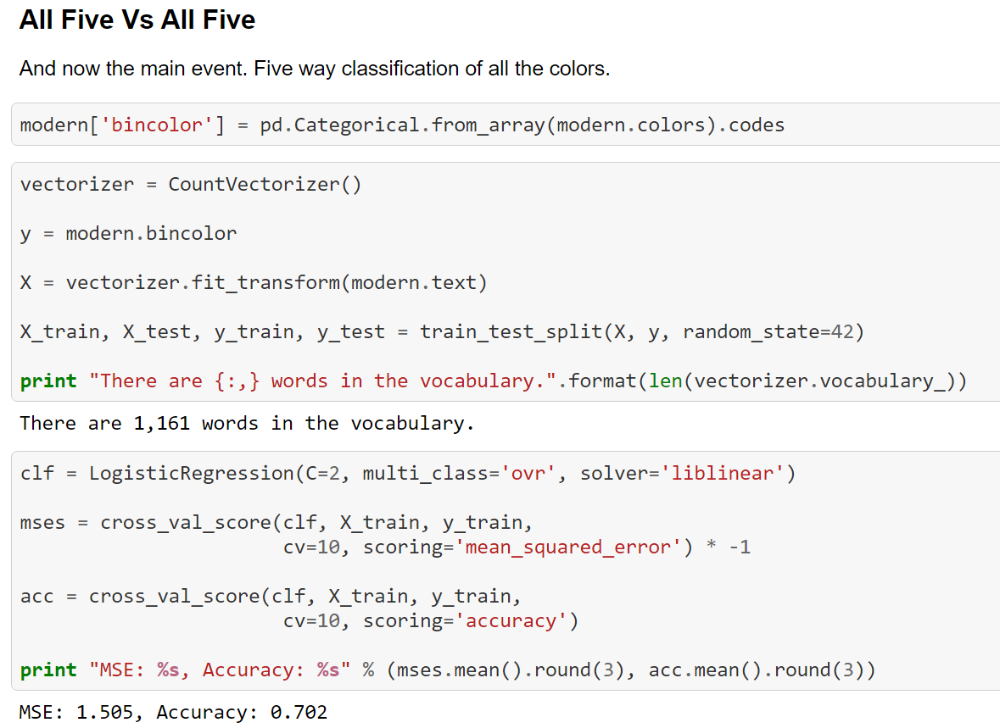 All Five Vs All Five
And now the main event. Five way classification of all the colors.
modern['bincolor'] = pd.Categorical.from_array(modern.colors).codes
vectorizer = CountVectorizer()
y = modern.bincolor
X = vectorizer.fit_transform(modern.text)
X_train, X_test, y_train, y_test = train_test_split(X, y, random_state=42)
print "There are {:,} words in the vocabulary.".format(len(vectorizer.vocabulary_))
There are 1,161 words in the vocabulary.
clf = LogisticRegression(C=2, multi_class='ovr', solver='liblinear')
mses = cross_val_score(clf, X_train, y_train,
cv=10, scoring='mean_squared_error') * -1
acc = cross_val_score(clf, X_train, y_train,
cv=10, scoring='accuracy')
print "MSE: %s, Accuracy: %s" % (mses.mean().round(3), acc.mean().round(3))
MSE: 1.505, Accuracy: 0.702